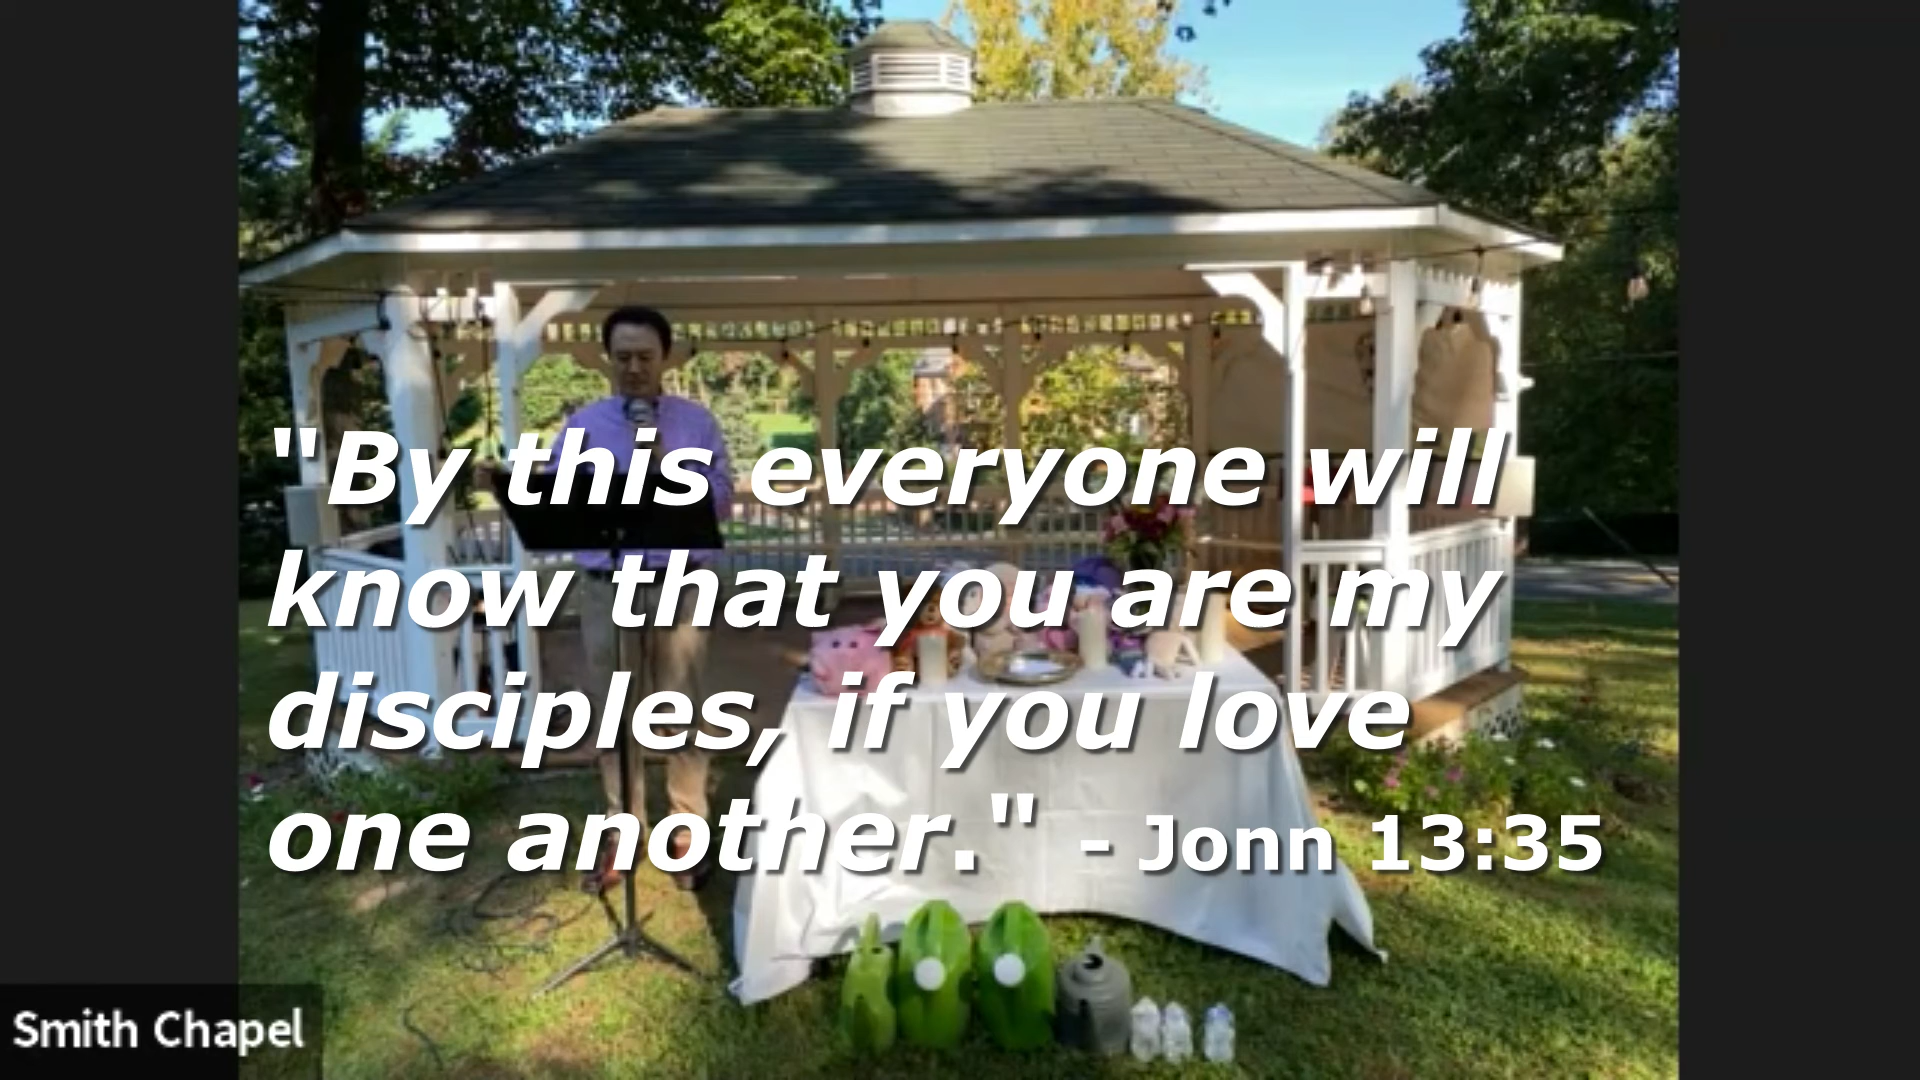 "By this everyone will
know that you are my
disciples, if you love
one another." - Jonn 13:35
Smith Chapel